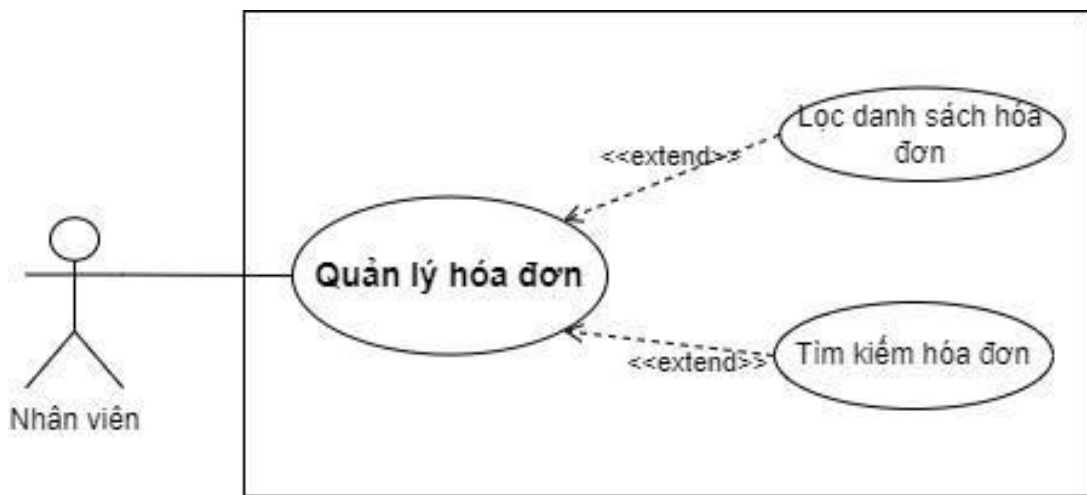 Lọc danh sách hóa
đơn
<<extend>>
Quản lý hóa đơn
Tìm kiếm hóa đơn
<<extend>>
Nhân viên